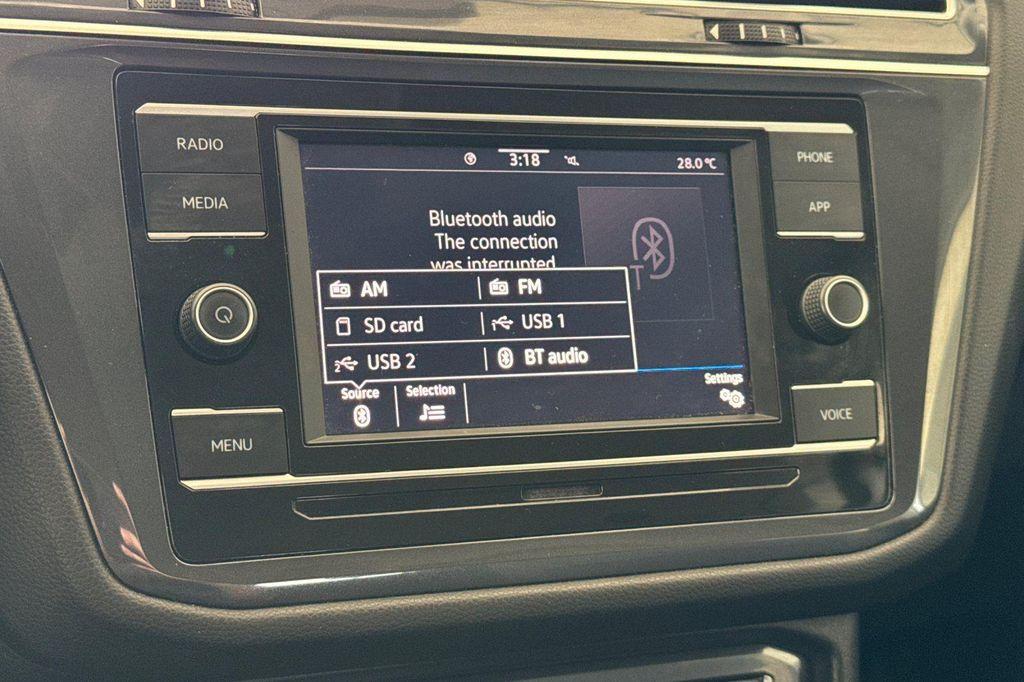 RADIO
MEDIA
MENU
3:18
28.0 °C
Bluetooth audio
The connection
was interrupted
AM
FM
SD card
USB 1
2
USB 2
BT audio
Source
Selection
Settings
PHONE
APP
VOICE